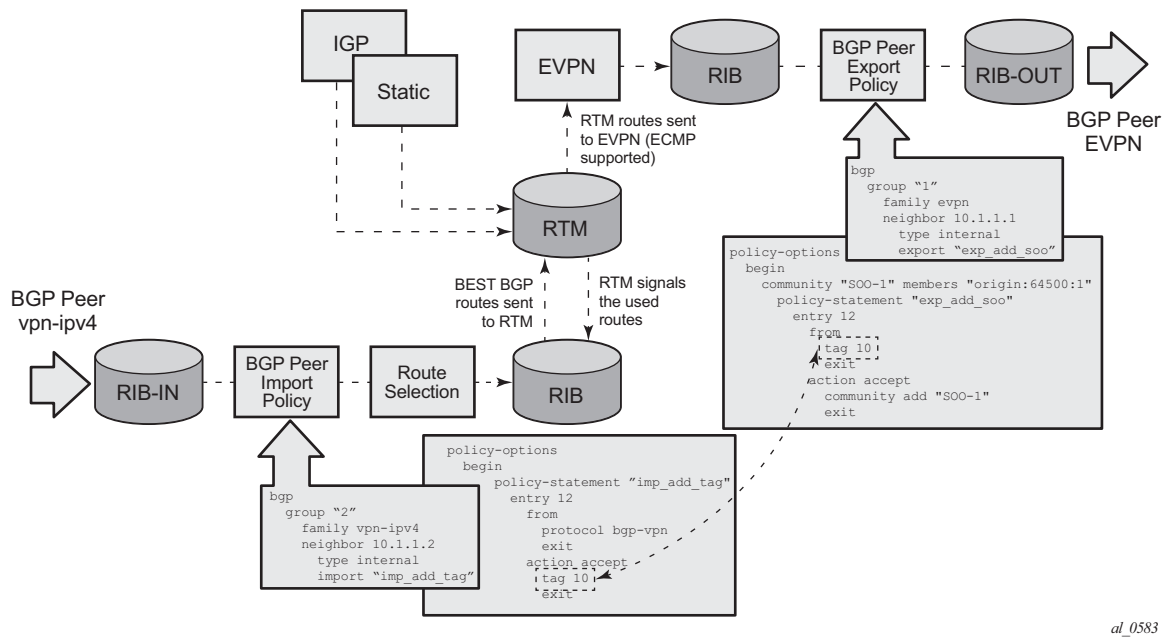 IGP
Static
EVPN
RIB
BGP Peer
Export
Policy
RIB-OUT
BGP Peer
EVPN
RTM routes sent
to EVPN (ECMP
supported)
RTM
BEST BGP
routes sent
to RTM
RTM signals
the used
routes
BGP Peer
vpn-ipv4
RIB-IN
BGP Peer
Import
Policy
Route
Selection
RIB
bgp
group “1”
family evpn
neighbor 10.1.1.1
type internal
export “exp_add_soo”
policy-options
begin
community "SOO-1" members "origin:64500:1"
policy-statement "exp_add_soo"
entry 12
from
tag 10
exit
action accept
community add "SOO-1"
exit
policy-options
begin
policy-statement ”imp_add_tag"
entry 12
from
protocol bgp-vpn
exit
action accept
tag 10
exit
bgp
group “2”
family vpn-ipv4
neighbor 10.1.1.2
type internal
import “imp_add_tag”
al_0583